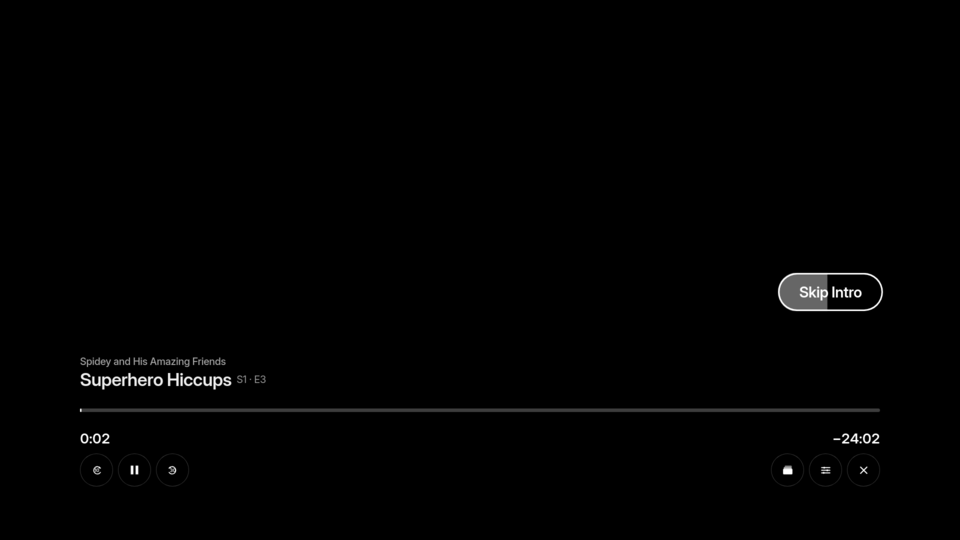 Skip Intro
Spidey and His Amazing Friends
Superhero Hiccups S1 · E3
0:02 −24:02